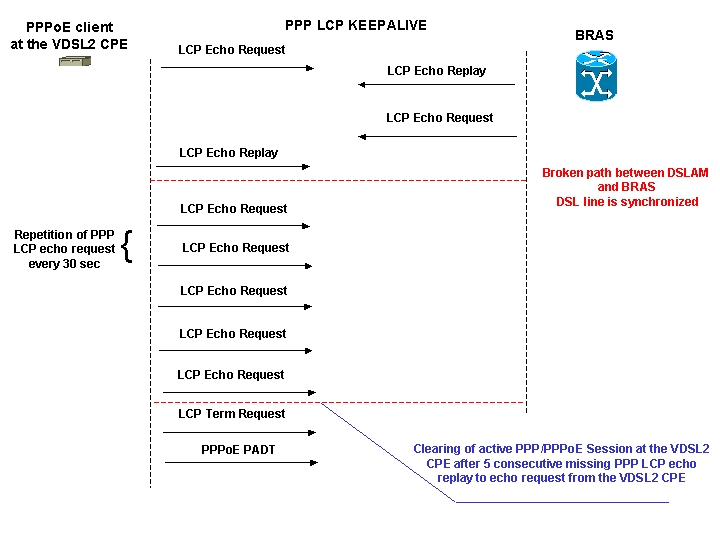 PPPoE client
at the VDSL2 CPE
PPP LCP KEEPALIVE
BRAS
LCP Echo Request
LCP Echo Replay
LCP Echo Request
LCP Echo Replay
Broken path between DSLAM
and BRAS
DSL line is synchronized
LCP Echo Request
Repetition of PPP
LCP echo request
every 30 sec
{
LCP Echo Request
LCP Echo Request
LCP Echo Request
LCP Echo Request
LCP Term Request
PPPoE PADT
Clearing of active PPP/PPPoE Session at the VDSL2
CPE after 5 consecutive missing PPP LCP echo
replay to echo request from the VDSL2 CPE